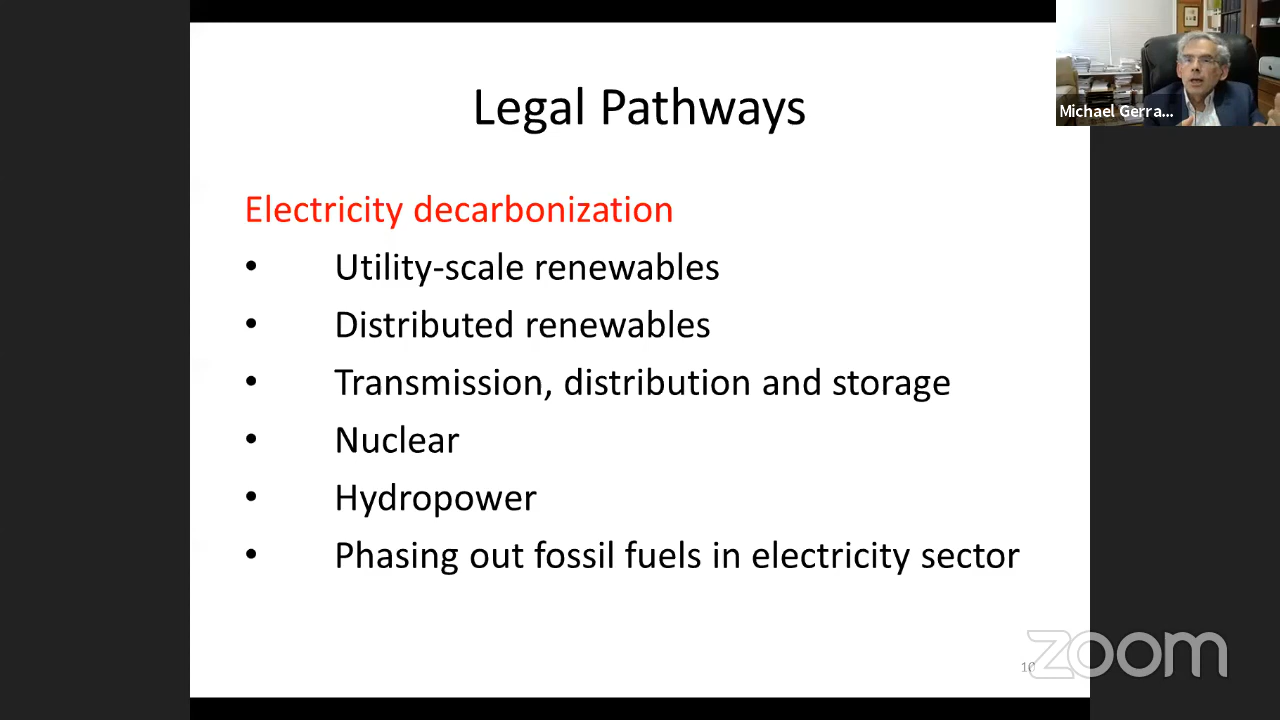 Legal Pathways
Michael Gerra...
Electricity decarbonization
• Utility-scale renewables
• Distributed renewables
• Transmission, distribution and storage
• Nuclear
• Hydropower
• Phasing out fossil fuels in electricity sector
10
zoom